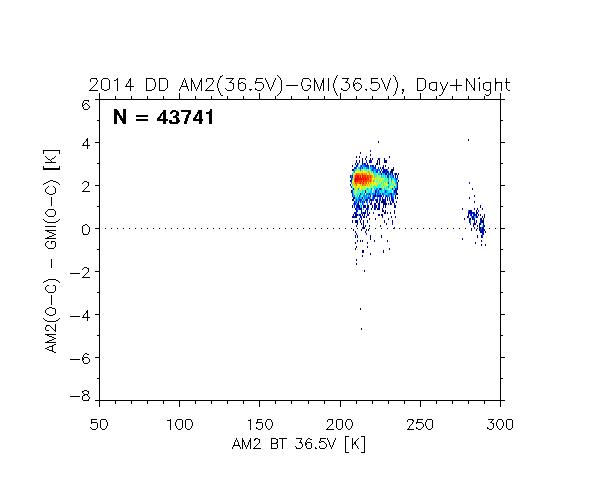 2014 DD AM2(36.5V)−GMI(36.5V), Day+Night
N = 43741
6
4
2
0
−2
−4
−6
−8
AM2(O−C) − GMI(O−C) [K]
50 100 150 200 250 300
AM2 BT 36.5V [K]